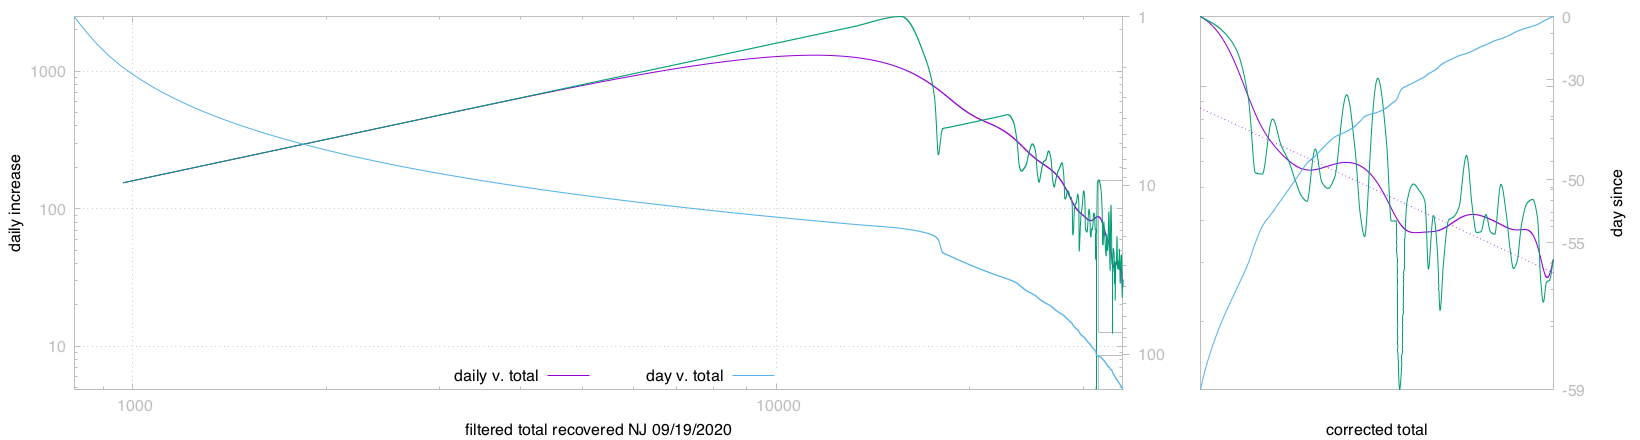 daily increase
1000
100
10
1000
10000
daily v. total
day v. total
filtered total recovered NJ 09/19/2020
1
10
100
0
-30
-50
-55
-59
day since
corrected total